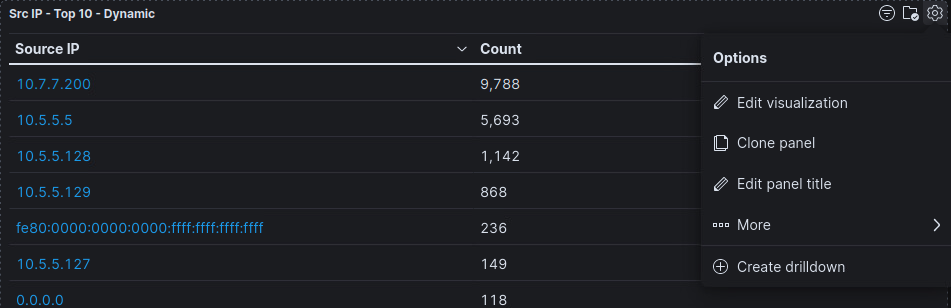 Src IP - Top 10 - Dynamic
Source IP Count
10.7.7.200 9,788
10.5.5.5 5,693
10.5.5.128 1,142
10.5.5.129 868
fe80:0000:0000:0000:ffff:ffff:ffff:ffff 236
10.5.5.127 149
0.0.0.0 118
Options
Edit visualization
Clone panel
Edit panel title
More
Create drilldown